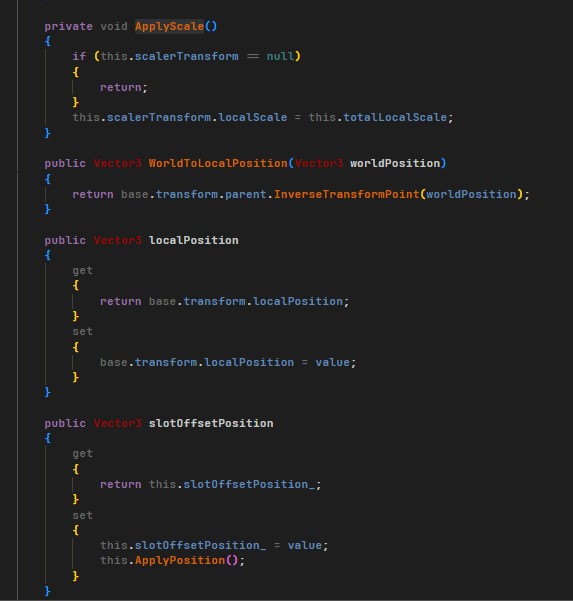 private void ApplyScale()
{
    if (this.scalerTransform == null)
    {
        return;
    }
    this.scalerTransform.localScale = this.totalLocalScale;
}
public Vector3 WorldToLocalPosition(Vector3 worldPosition)
{
    return base.transform.parent.InverseTransformPoint(worldPosition);
}
public Vector3 localPosition
{
    get
    {
        return base.transform.localPosition;
    }
    set
    {
        base.transform.localPosition = value;
    }
}
public Vector3 slotOffsetPosition
{
    get
    {
        return this.slotOffsetPosition_;
    }
    set
    {
        this.slotOffsetPosition_ = value;
        this.ApplyPosition();
    }
}